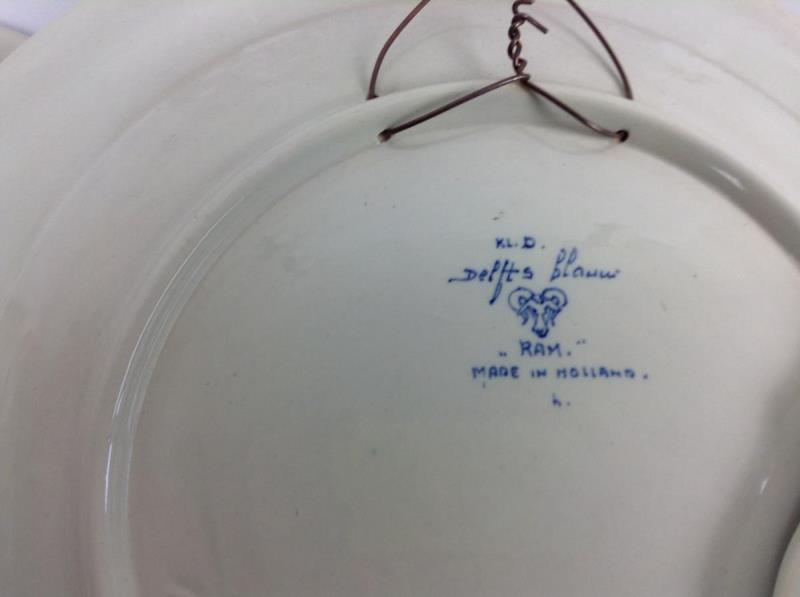 KL.D.
Delfts blauw
„RAM.”
MADE IN HOLLAND.
h.